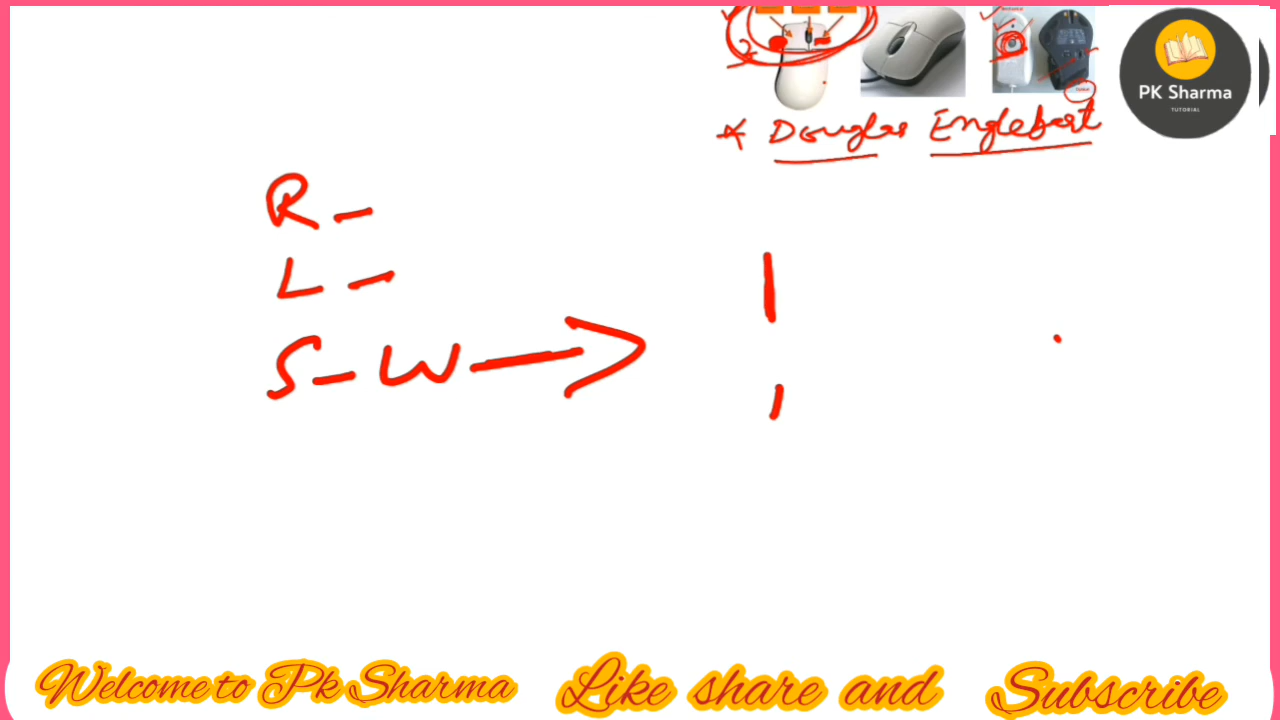 PK Sharma
TUTORIAL
* Douglas Englebart
R -
L -
S - W →
Welcome to Pk Sharma Like share and Subscribe